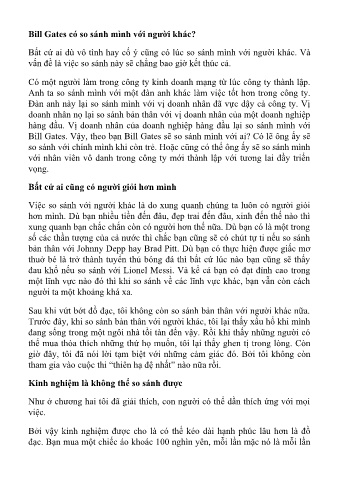 Bill Gates có so sánh mình với người khác?
Bất cứ ai dù vô tình hay cố ý cũng có lúc so sánh mình với người khác. Và
vấn đề là việc so sánh này sẽ chẳng bao giờ kết thúc cả.
Có một người làm trong công ty kinh doanh mạng từ lúc công ty thành lập.
Anh ta so sánh mình với một đàn anh khác làm việc tốt hơn trong công ty.
Đàn anh này lại so sánh mình với vị doanh nhân đã vực dậy cả công ty. Vị
doanh nhân nọ lại so sánh bản thân với vị doanh nhân của một doanh nghiệp
hàng đầu. Vị doanh nhân của doanh nghiệp hàng đầu lại so sánh mình với
Bill Gates. Vậy, theo bạn Bill Gates sẽ so sánh mình với ai? Có lẽ ông ấy sẽ
so sánh với chính mình khi còn trẻ. Hoặc cũng có thể ông ấy sẽ so sánh mình
với nhân viên vô danh trong công ty mới thành lập với tương lai đầy triển
vọng.
Bất cứ ai cũng có người giỏi hơn mình
Việc so sánh với người khác là do xung quanh chúng ta luôn có người giỏi
hơn mình. Dù bạn nhiều tiền đến đâu, đẹp trai đến đâu, xinh đến thế nào thì
xung quanh bạn chắc chắn còn có người hơn thế nữa. Dù bạn có là một trong
số các thần tượng của cả nước thì chắc bạn cũng sẽ có chút tự ti nếu so sánh
bản thân với Johnny Depp hay Brad Pitt. Dù bạn có thực hiện được giấc mơ
thuở bé là trở thành tuyển thủ bóng đá thì bất cứ lúc nào bạn cũng sẽ thấy
đau khổ nếu so sánh với Lionel Messi. Và kể cả bạn có đạt đỉnh cao trong
một lĩnh vực nào đó thì khi so sánh về các lĩnh vực khác, bạn vẫn còn cách
người ta một khoảng khá xa.
Sau khi vứt bớt đồ đạc, tôi không còn so sánh bản thân với người khác nữa.
Trước đây, khi so sánh bản thân với người khác, tôi lại thấy xấu hổ khi mình
đang sống trong một ngôi nhà tồi tàn đến vậy. Rồi khi thấy những người có
thể mua thỏa thích những thứ họ muốn, tôi lại thấy ghen tị trong lòng. Còn
giờ đây, tôi đã nói lời tạm biệt với những cảm giác đó. Bởi tôi không còn
tham gia vào cuộc thi “thiên hạ đệ nhất” nào nữa rồi.
Kinh nghiệm là không thể so sánh được
Như ở chương hai tôi đã giải thích, con người có thể dần thích ứng với mọi
việc.
Bởi vậy kinh nghiệm được cho là có thể kéo dài hạnh phúc lâu hơn là đồ
đạc. Bạn mua một chiếc áo khoác 100 nghìn yên, mỗi lần mặc nó là mỗi lần